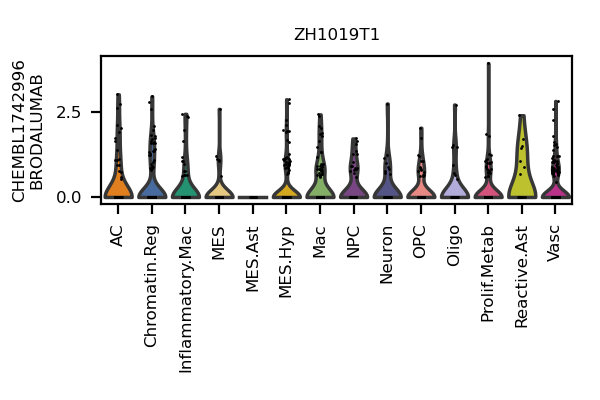 ZH1019T1
CHEMBL1742996
BRODALUMAB
2.5
0.0
AC
Chromatin.Reg
Inflammatory.Mac
MES
MES.Ast
MES.Hyp
Mac
NPC
Neuron
OPC
Oligo
Prolif.Metab
Reactive.Ast
Vasc